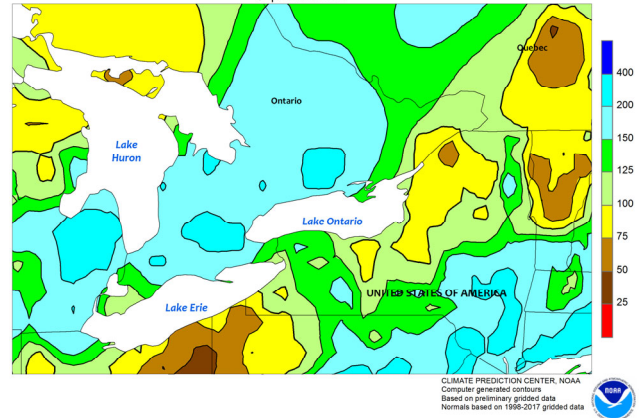 Quebec
Ontario
Lake
Huron
Lake Ontario
UNITED STATES OF AMERICA
Lake Erie
400
200
150
125
100
75
50
25
CLIMATE PREDICTION CENTER, NOAA
Computer generated contours
Based on preliminary gridded data
Normals based on 1998-2017 gridded data
NOAA